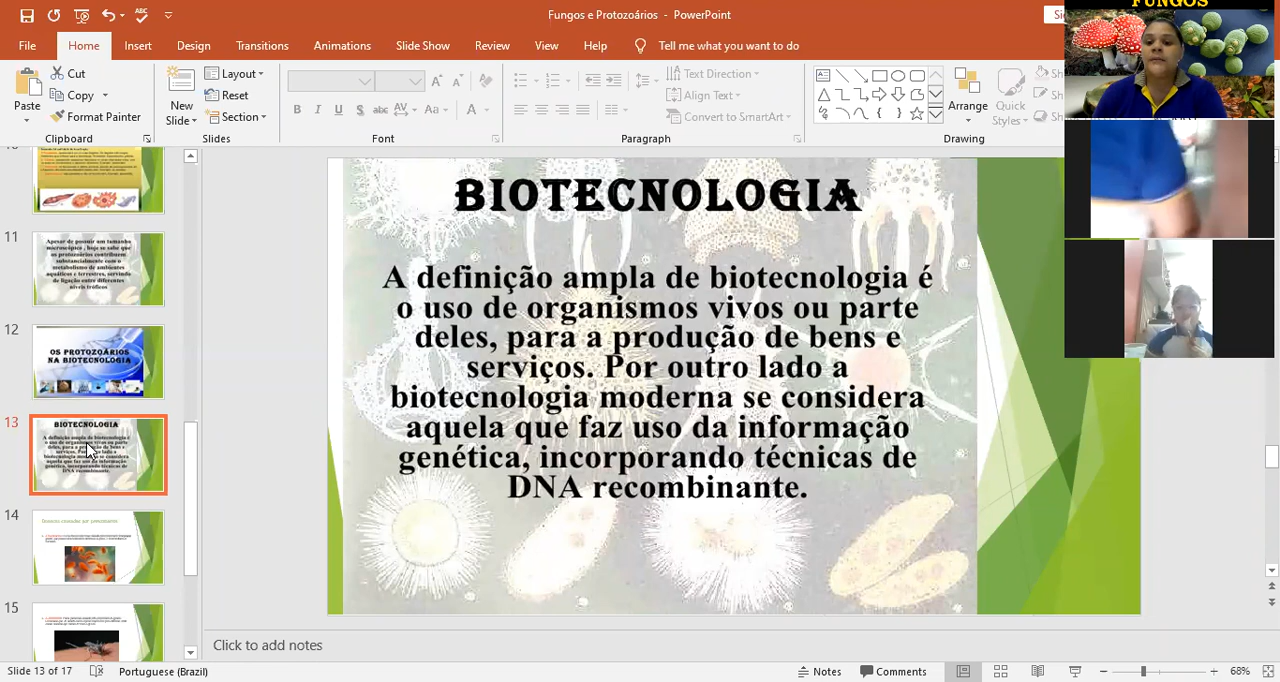 Fungos e Protozoários - PowerPoint
File Home Insert Design Transitions Animations Slide Show Review View Help Tell me what you want to do
Paste
Cut
Copy
Format Painter
Clipboard
New
Slide
Layout
Reset
Section
Slides
Font
Text Direction
Align Text
Convert to SmartArt
Paragraph
Arrange
Quick
Styles
Drawing
FUNGOS
11
Apesar de possuir um tamanho
microscópico , hoje se sabe que
os protozoários contribuem
substancialmente com o
metabolismo de ambientes
aquáticos e terrestres, servindo
de ligação entre diferentes
níveis tróficos
12
OS PROTOZOÁRIOS
NA BIOTECNOLOGIA
13
BIOTECNOLOGIA
14
15
BIOTECNOLOGIA
A definição ampla de biotecnologia é
o uso de organismos vivos ou parte
deles, para a produção de bens e
serviços. Por outro lado a
biotecnologia moderna se considera
aquela que faz uso da informação
genética, incorporando técnicas de
DNA recombinante.
Click to add notes
Slide 13 of 17 Portuguese (Brazil) Notes Comments 68%